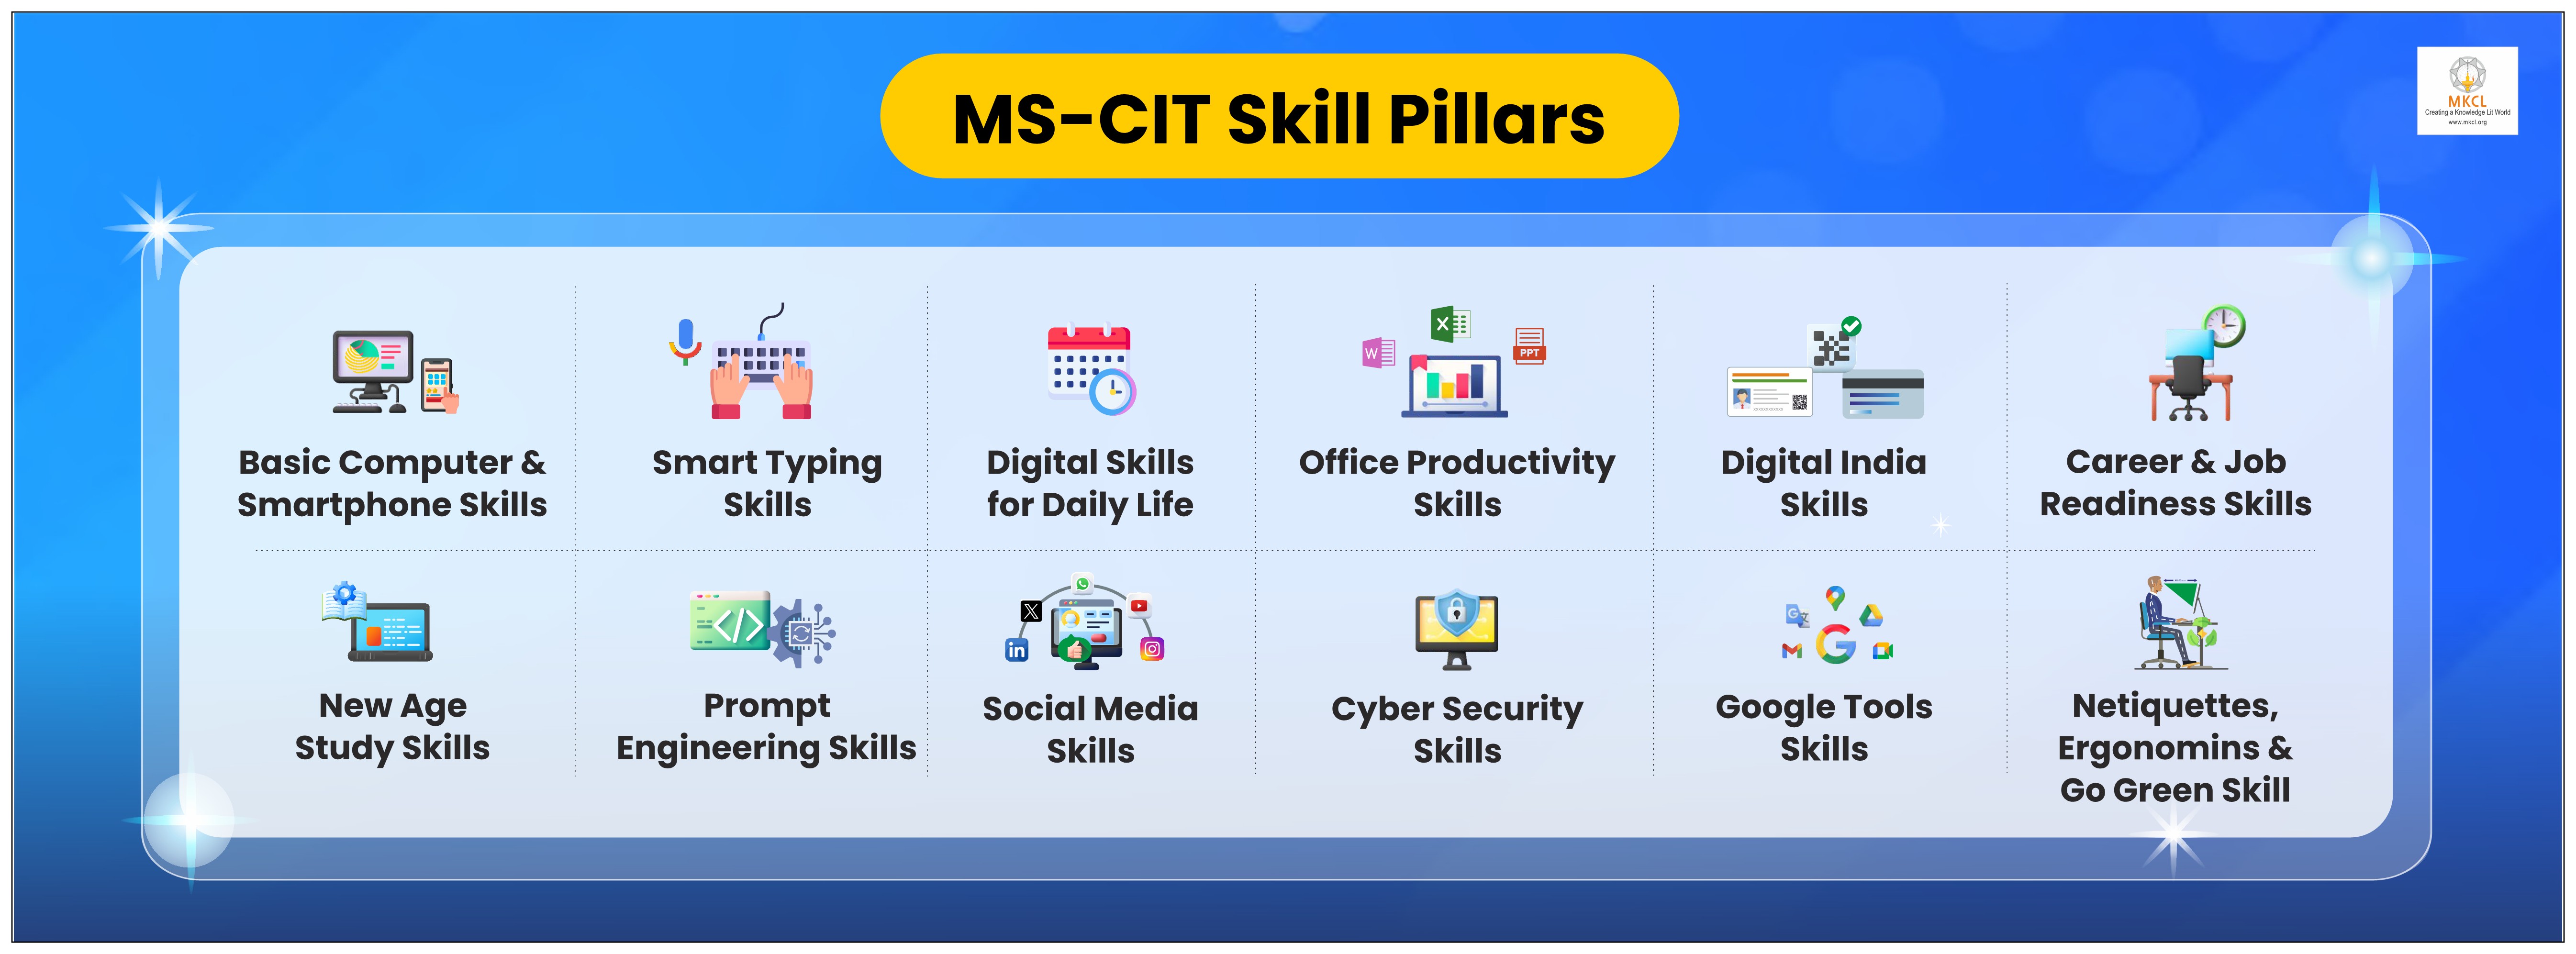 MS-CIT Skill Pillars
MKCL
Creating a Knowledge Lit World
www.mkcl.org
Basic Computer &
Smartphone Skills
Smart Typing
Skills
Digital Skills
for Daily Life
W
X
PPT
Office Productivity
Skills
Digital India
Skills
Career & Job
Readiness Skills
New Age
Study Skills
</>
Prompt
Engineering Skills
X
in
Social Media
Skills
Cyber Security
Skills
G
G
Google Tools
Skills
Netiquettes,
Ergonomins &
Go Green Skill